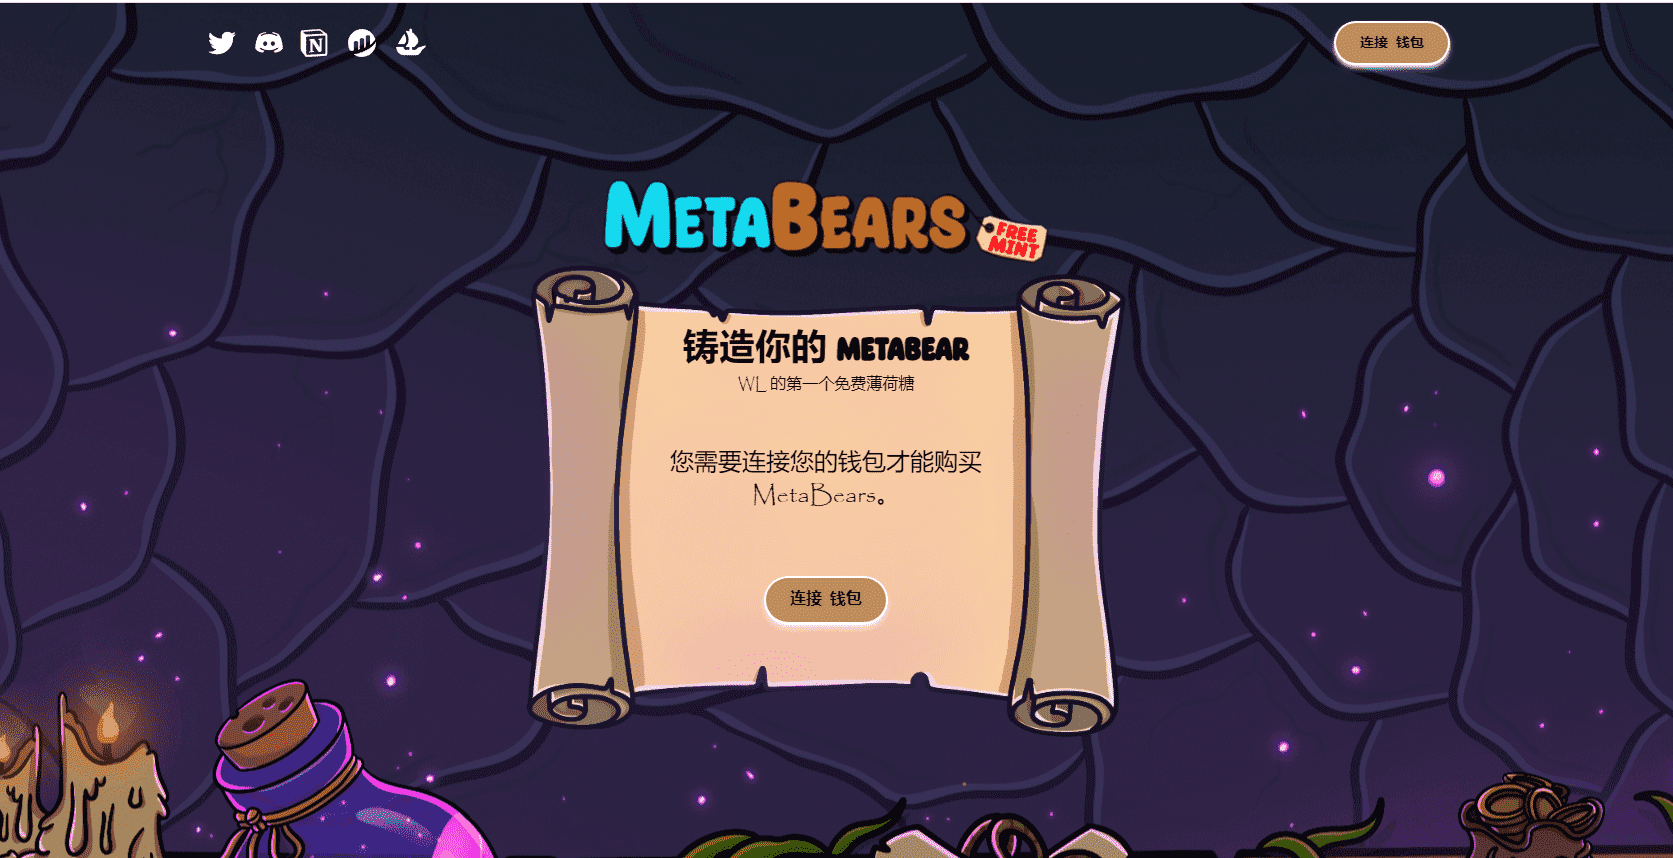 N
连接 钱包
METABEARS
FREE
MINT
铸造你的 METABEAR
WL 的第一个免费薄荷糖
您需要连接您的钱包才能购买
MetaBears。
连接 钱包